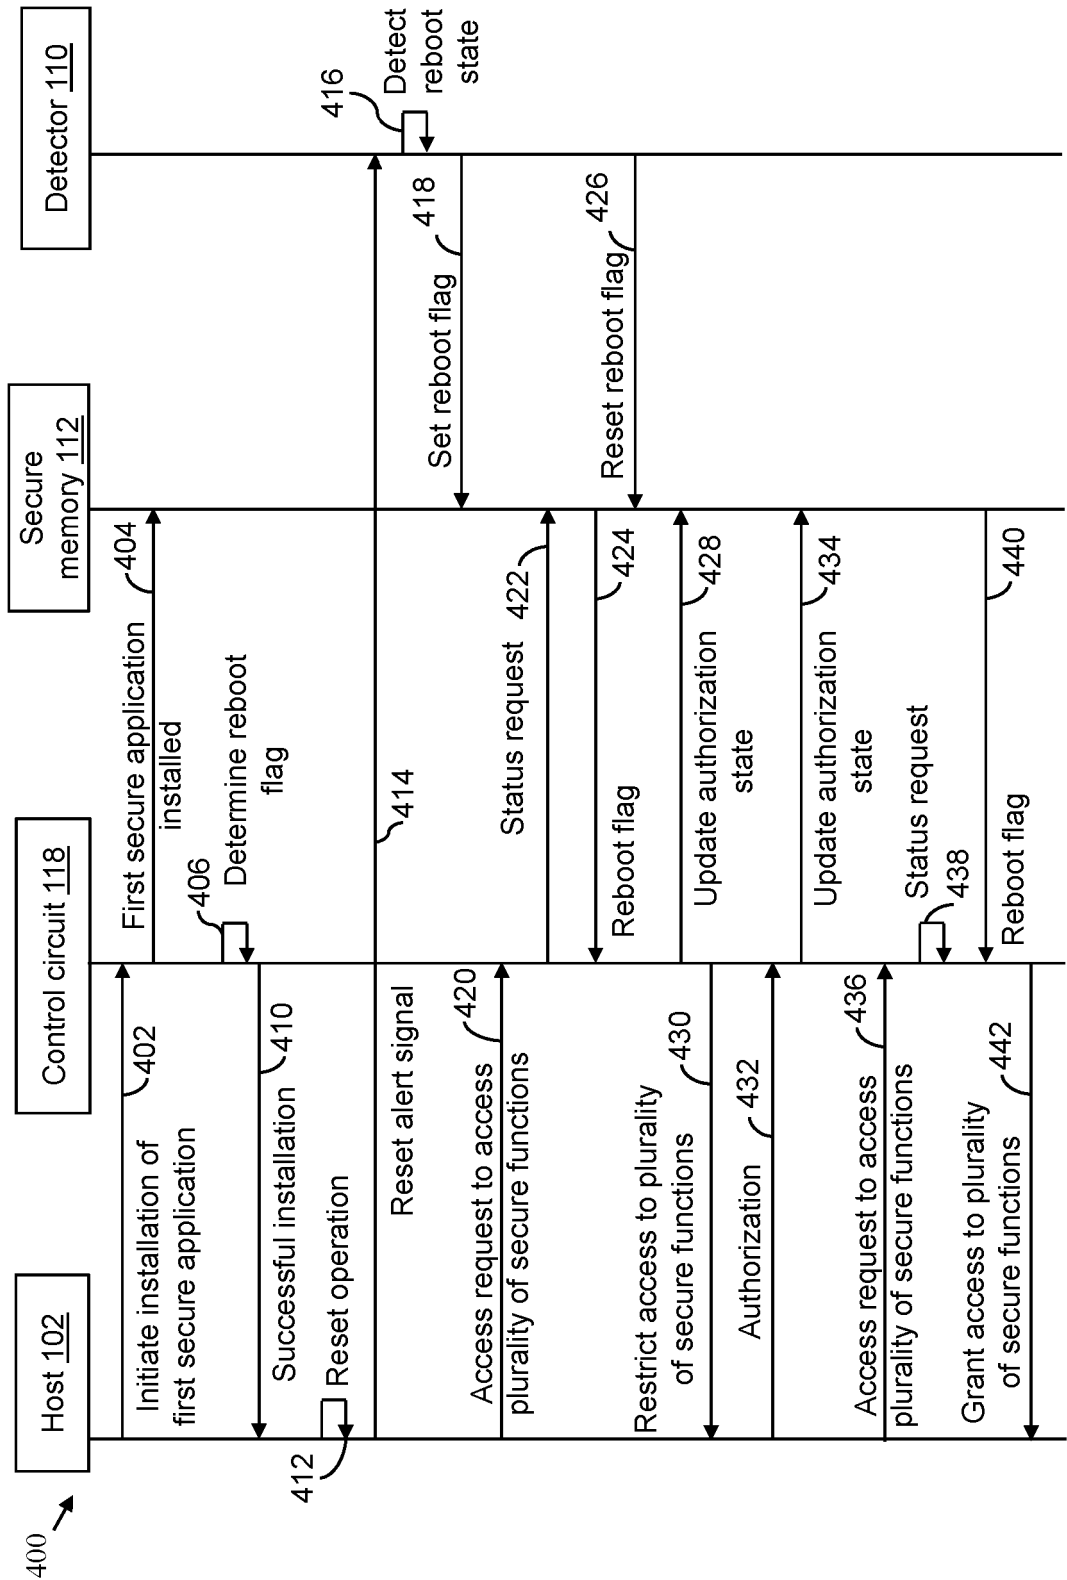 400
Host 102
Control circuit 118
Secure
memory 112
Detector 110
Initiate installation of
first secure application
402
First secure application
installed
404
406
Determine reboot
flag
Successful installation
410
412
Reset operation
Reset alert signal
414
416
Detect
reboot
state
Set reboot flag
418
Access request to access
plurality of secure functions
420
Status request
422
Reboot flag
424
Reset reboot flag
426
Update authorization
state
428
Restrict access to plurality
of secure functions
430
Authorization
432
Update authorization
state
434
Access request to access
plurality of secure functions
436
Status request
438
Reboot flag
440
Grant access to plurality
of secure functions
442